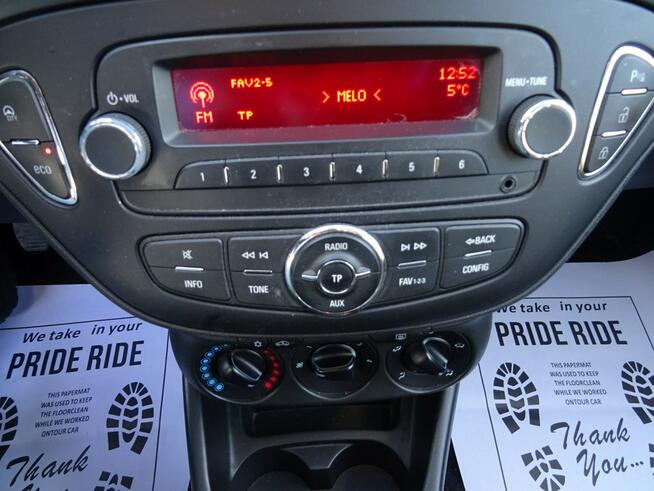 FAV2-5
12:52
> MELO <
5°C
FM TP
VOL
MENU•TUNE
CITY
eco
1 2 3 4 5 6
RADIO
BACK
INFO
TONE
TP
FAV1-2-3
CONFIG
AUX
We take in your
PRIDE RIDE
THIS PAPERMAT
WAS USED TO KEEP
THE FLOORCLEAN
WHILE WE WORKED
ONTOUR CAR
Thank
You
We take in your
PRIDE RIDE
THIS PAPERMAT
WAS USED TO KEEP
THE FLOORCLEAN
WHILE WE WORKED
ONTOUR CAR
Thank
You...